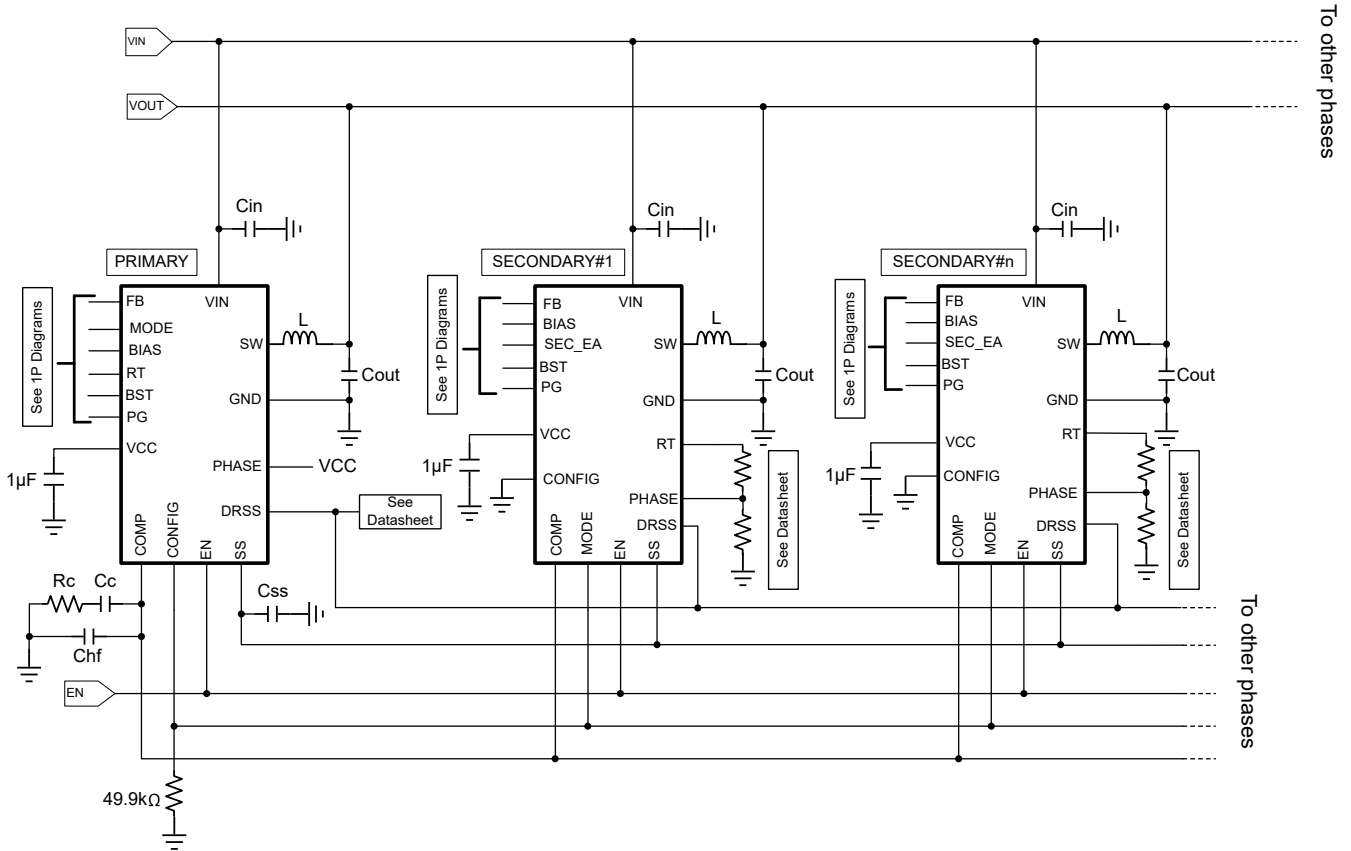 To other phases
VIN
VOUT
Cin
Cin
Cin
PRIMARY
SECONDARY#1
SECONDARY#n
See 1P Diagrams
FB
MODE
BIAS
RT
BST
PG
VCC
1µF
VIN
SW
L
GND
Cout
PHASE
VCC
DRSS
See
Datasheet
COMP
CONFIG
EN
SS
Rc
Cc
Chf
Css
See 1P Diagrams
FB
BIAS
SEC_EA
BST
PG
VCC
1µF
CONFIG
VIN
SW
L
GND
Cout
RT
PHASE
DRSS
See Datasheet
COMP
MODE
EN
SS
See 1P Diagrams
FB
BIAS
SEC_EA
BST
PG
VCC
1µF
CONFIG
VIN
SW
L
GND
Cout
RT
PHASE
DRSS
See Datasheet
COMP
MODE
EN
SS
To other phases
EN
49.9kΩ